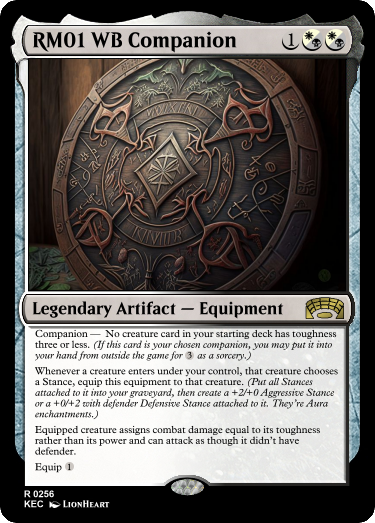 RM01 WB Companion 1
Legendary Artifact — Equipment
Companion — No creature card in your starting deck has toughness
three or less. (If this card is your chosen companion, you may put it into
your hand from outside the game for 3 as a sorcery.)
Whenever a creature enters under your control, that creature chooses
a Stance, equip this equipment to that creature. (Put all Stances
attached to it into your graveyard, then create a +2/+0 Aggressive Stance
or a +0/+2 with defender Defensive Stance attached to it. They're Aura
enchantments.)
Equipped creature assigns combat damage equal to its toughness
rather than its power and can attack as though it didn't have
defender.
Equip 1
R 0256
KEC LionHeart